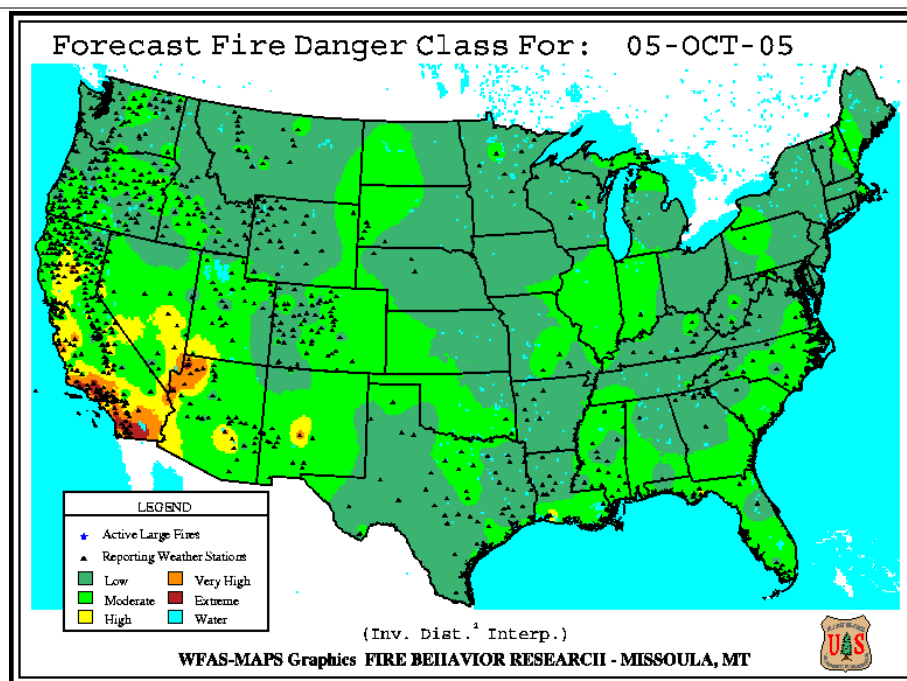 Forecast Fire Danger Class For: 05-OCT-05
LEGEND
Active Large Fires
Reporting Weather Stations
Low
Very High
Moderate
Extreme
High
Water
(Inv. Dist.² Interp.)
WFAS-MAPS Graphics FIRE BEHAVIOR RESEARCH - MISSOULA, MT
U S